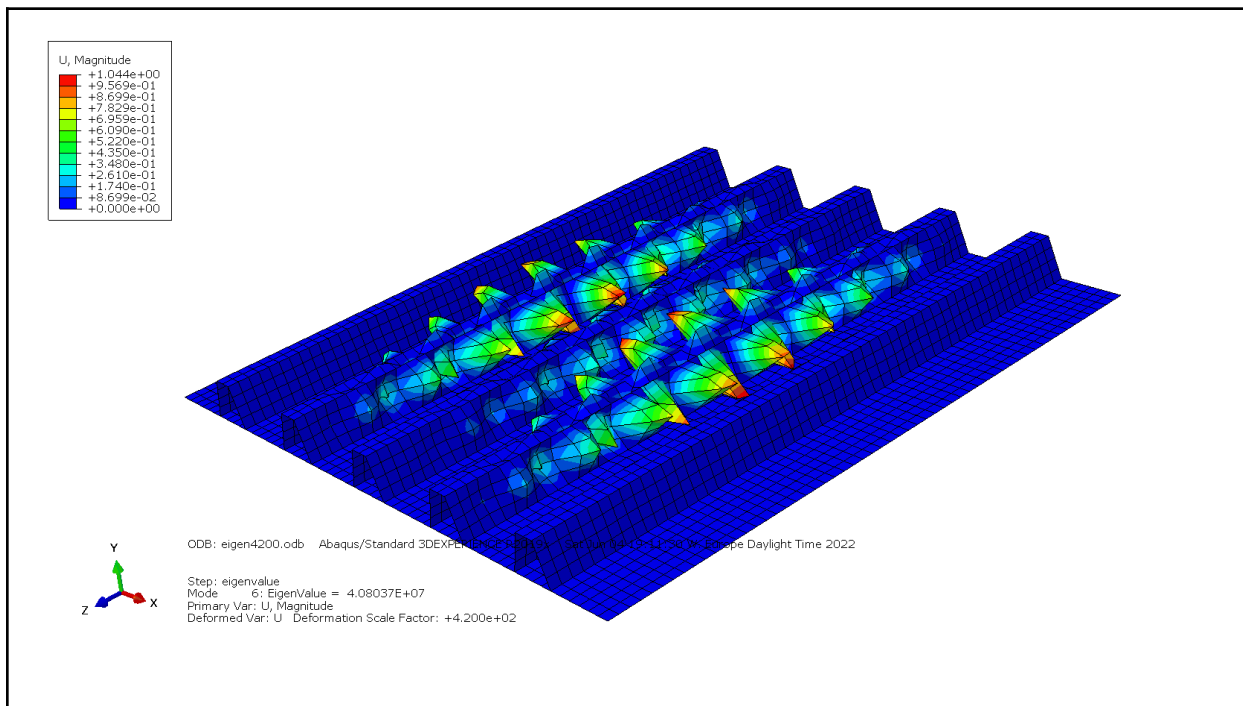 U, Magnitude
+1.044e+00
+9.569e-01
+8.699e-01
+7.829e-01
+6.959e-01
+6.090e-01
+5.220e-01
+4.350e-01
+3.480e-01
+2.610e-01
+1.740e-01
+8.699e-02
+0.000e+00
Y
Z
X
ODB: eigen4200.odb Abaqus/Standard Daylight Time 2022
Step: eigenvalue
Mode 6: EigenValue = 4.08037E+07
Primary Var: U, Magnitude
Deformed Var: U Deformation Scale Factor: +4.200e+02